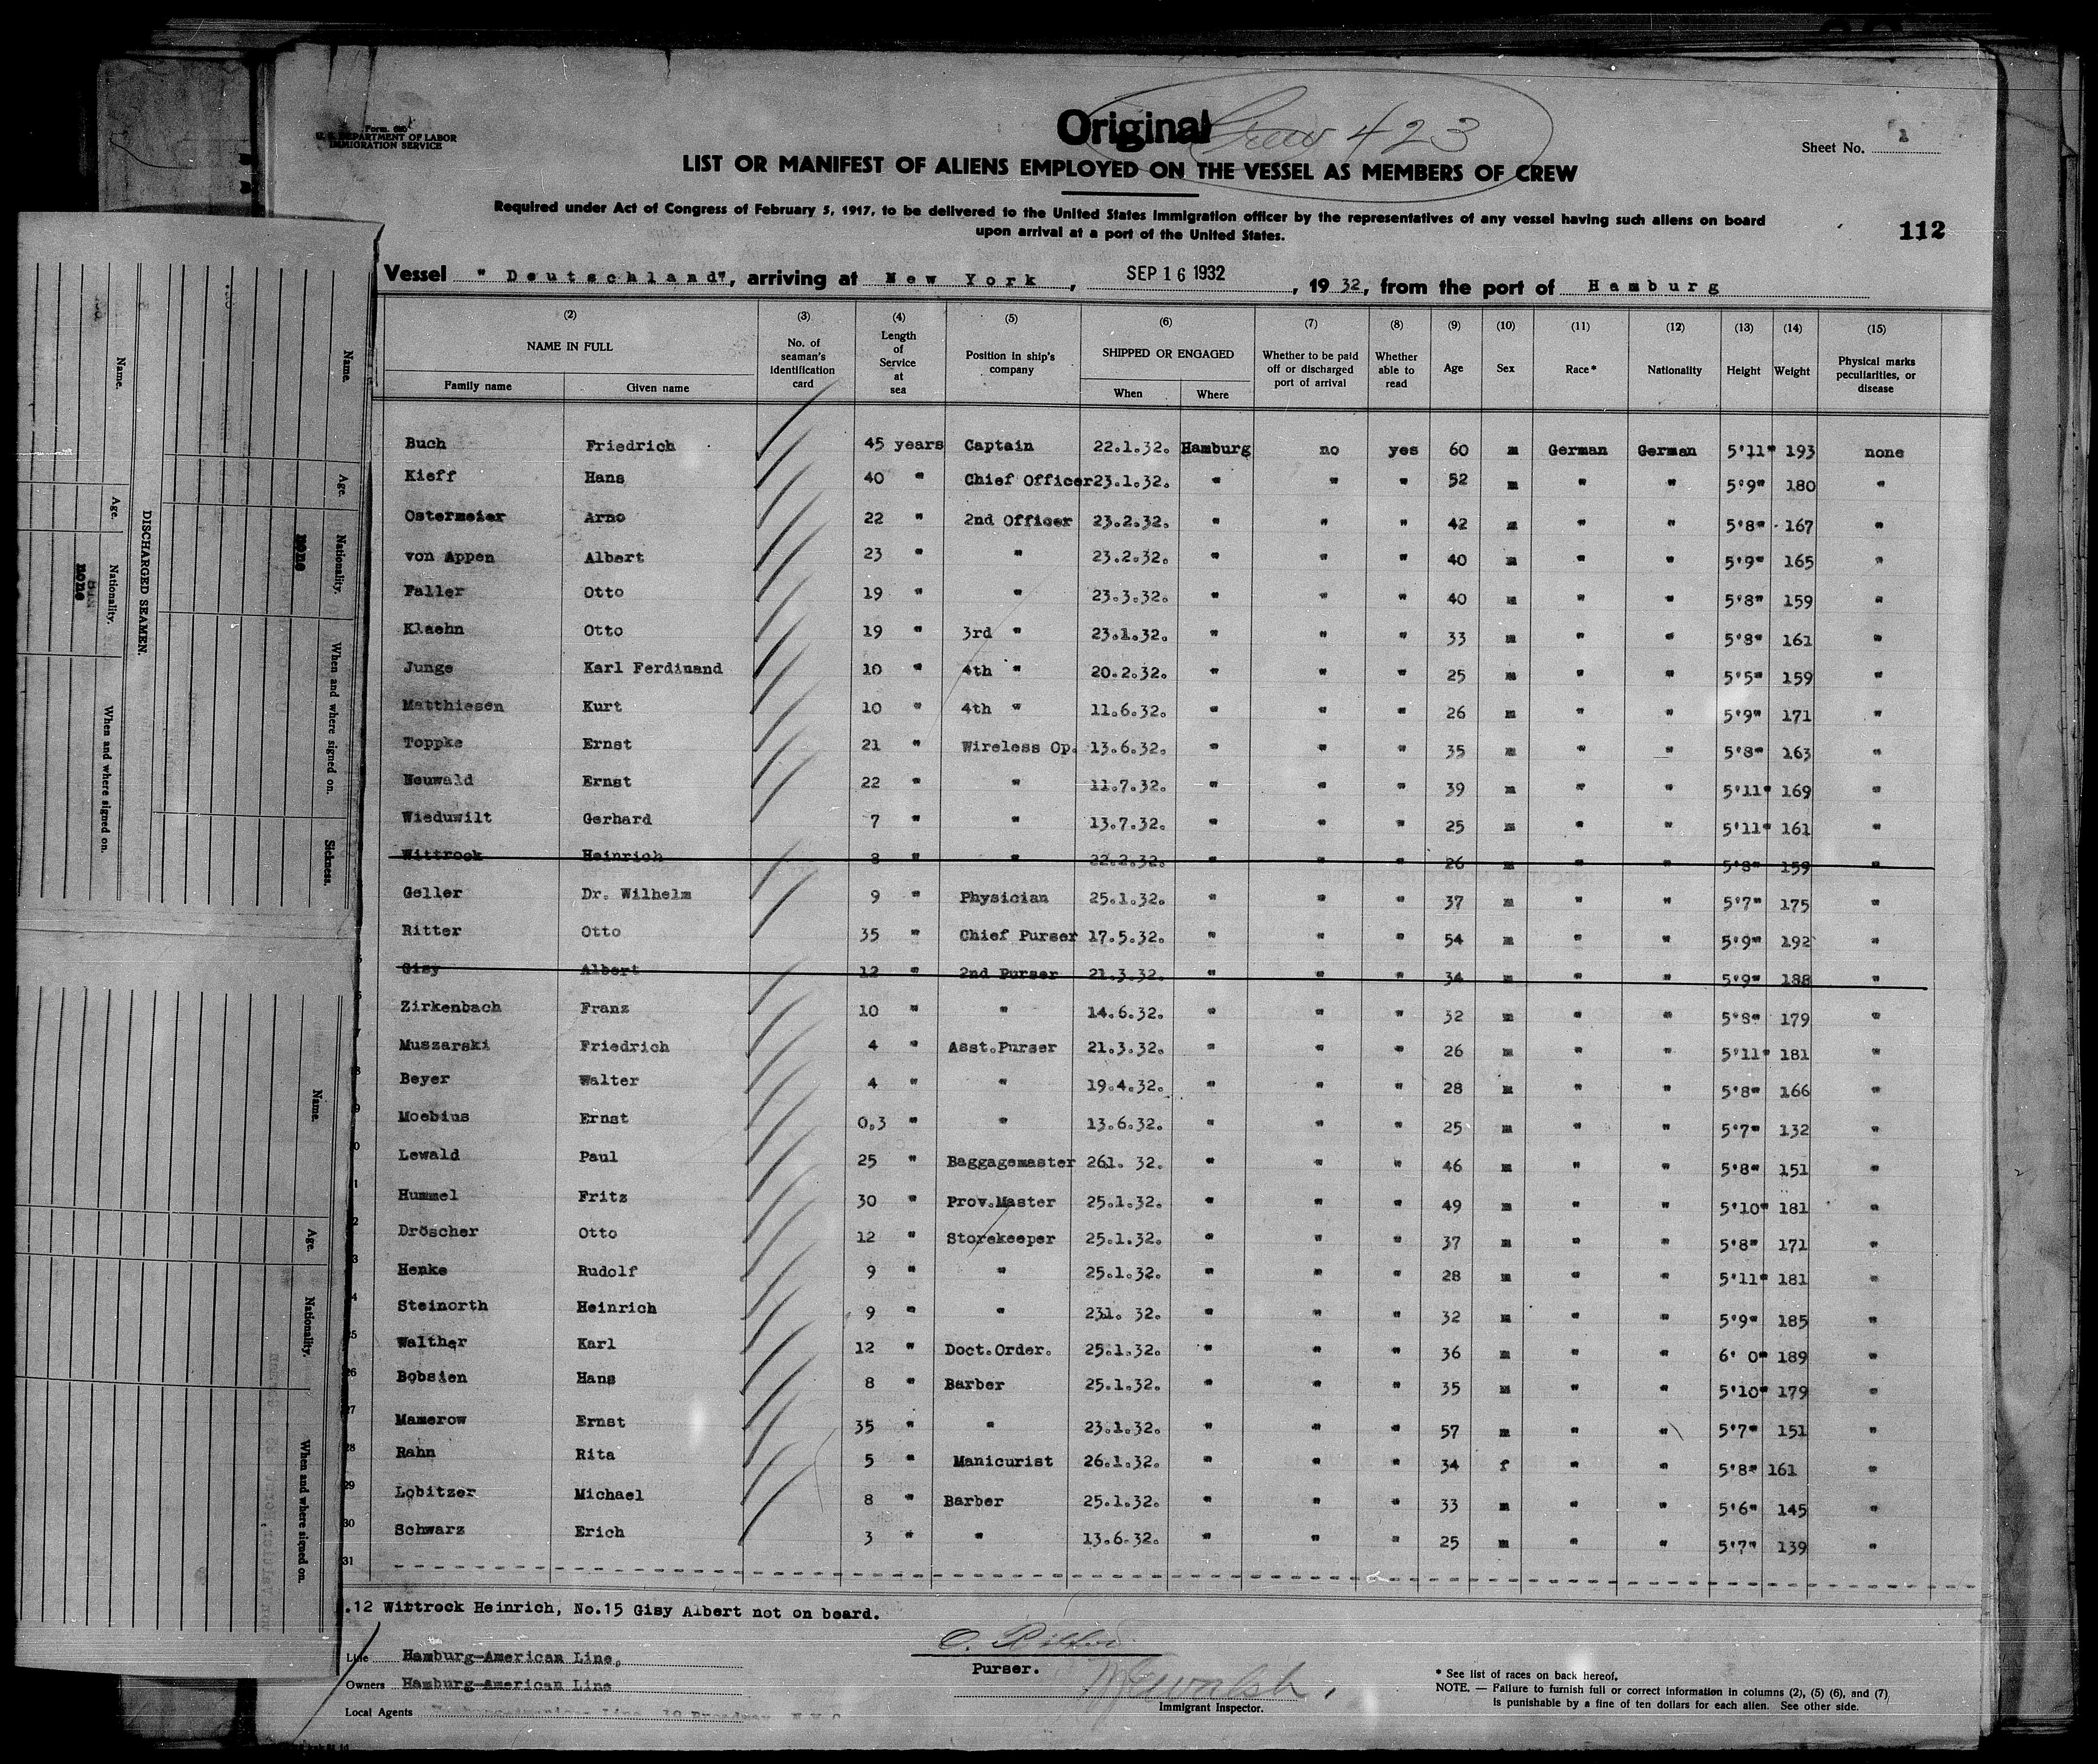 Original
Crew 423
Form. 680
U. S. DEPARTMENT OF LABOR
IMMIGRATION SERVICE
Sheet No. 1
LIST OR MANIFEST OF ALIENS EMPLOYED ON THE VESSEL AS MEMBERS OF CREW
Required under Act of Congress of February 5, 1917, to be delivered to the United States Immigration officer by the representatives of any vessel having such aliens on board
upon arrival at a port of the United States.
112
Vessel "Deutschland", arriving at New York, SEP 16 1932, 1932, from the port of Hamburg
(2) (3) (4) (5) (6) (7) (8) (9) (10) (11) (12) (13) (14) (15)
NAME IN FULL No. of seaman's identification card Length of Service at sea Position in ship's company SHIPPED OR ENGAGED Whether to be paid off or discharged port of arrival Whether able to read Age Sex Race* Nationality Height Weight Physical marks peculiarities, or disease
Family name Given name When Where
Buch Friedrich 45 years Captain 22.1.32. Hamburg no yes 60 m German German 5'11" 193 none
Kieff Hans 40 " Chief Officer 23.1.32. " " " 52 m " " 5'9" 180 "
Ostermeier Arno 22 " 2nd Officer 23.2.32. " " " 42 m " " 5'8" 167 "
von Appen Albert 23 " " 23.2.32. " " " 40 m " " 5'9" 165 "
Faller Otto 19 " " 23.3.32. " " " 40 m " " 5'8" 159 "
Klaehn Otto 19 " 3rd " 23.1.32. " " " 33 m " " 5'8" 161 "
Junge Karl Ferdinand 10 " 4th " 20.2.32. " " " 25 m " " 5'5" 159 "
Matthiesen Kurt 10 " 4th " 11.6.32. " " " 26 m " " 5'9" 171 "
Toppke Ernst 21 " Wireless Op. 13.6.32. " " " 35 m " " 5'8" 163 "
Neuwald Ernst 22 " " 11.7.32. " " " 39 m " " 5'11" 169 "
Wieduwilt Gerhard 7 " " 13.7.32. " " " 25 m " " 5'11" 161 "
Wittrock Heinrich 8 " " 22.2.32. " " " 26 m " " 5'8" 159 "
Geller Dr. Wilhelm 9 " Physician 25.1.32. " " " 37 m " " 5'7" 175 "
Ritter Otto 35 " Chief Purser 17.5.32. " " " 54 m " " 5'9" 192 "
Gisy Albert 12 " 2nd Purser 21.3.32. " " " 34 m " " 5'9" 188 "
Zirkenbach Franz 10 " " 14.6.32. " " " 32 m " " 5'8" 179 "
Muszarski Friedrich 4 " Asst.Purser 21.3.32. " " " 26 m " " 5'11" 181 "
Beyer Walter 4 " " 19.4.32. " " " 28 m " " 5'8" 166 "
Moebius Ernst 0,3 " " 13.6.32. " " " 25 m " " 5'7" 132 "
Lewald Paul 25 " Baggagemaster 261. 32. " " " 46 m " " 5'8" 151 "
Hummel Fritz 30 " Prov.Master 25.1.32. " " " 49 m " " 5'10" 181 "
Dröscher Otto 12 " Storekeeper 25.1.32. " " " 37 m " " 5'8" 171 "
Henke Rudolf 9 " " 25.1.32. " " " 28 m " " 5'11" 181 "
Steinorth Heinrich 9 " " 231. 32. " " " 32 m " " 5'9" 185 "
Walther Karl 12 " Doct.Order. 25.1.32. " " " 36 m " " 6' 0" 189 "
26 Bobsien Hans 8 " Barber 25.1.32. " " " 35 m " " 5'10" 179 "
27 Mamerow Ernst 35 " " 23.1.32. " " " 57 m " " 5'7" 151 "
28 Rahn Rita 5 " Manicurist 26.1.32. " " " 34 f " " 5'8" 161 "
29 Lobitzer Michael 8 " Barber 25.1.32. " " " 33 m " " 5'6" 145 "
30 Schwarz Erich 3 " " 13.6.32. " " " 25 m " " 5'7" 139 "
31
.12 Wittrock Heinrich, No.15 Gisy Albert not on board.
Line Hamburg-American Line,
Owners Hamburg-American Line
Local Agents Hamburg-American Line, 10 Broadway N.Y.C
O. Ritter
Purser.
Immigrant Inspector.
* See list of races on back hereof.
NOTE. — Failure to furnish full or correct information in columns (2), (5) (6), and (7)
is punishable by a fine of ten dollars for each alien. See other side.
DISCHARGED SEAMEN.
Name. Age. Nationality. When and where signed on. Sickness.
none
Name. Age. Nationality. When and where signed on.
none
Name. Age. Nationality. When and where signed on.